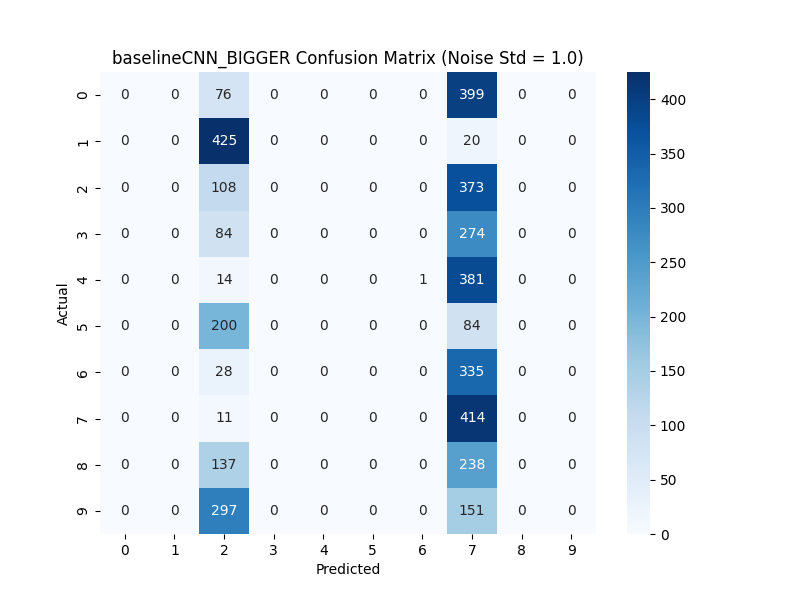 baselineCNN_BIGGER Confusion Matrix (Noise Std = 1.0)
0 0 0 76 0 0 0 0 399 0 0
1 0 0 425 0 0 0 0 20 0 0
2 0 0 108 0 0 0 0 373 0 0
3 0 0 84 0 0 0 0 274 0 0
4 0 0 14 0 0 0 1 381 0 0
5 0 0 200 0 0 0 0 84 0 0
6 0 0 28 0 0 0 0 335 0 0
7 0 0 11 0 0 0 0 414 0 0
8 0 0 137 0 0 0 0 238 0 0
9 0 0 297 0 0 0 0 151 0 0
0 1 2 3 4 5 6 7 8 9
Predicted
Actual
400
350
300
250
200
150
100
50
0